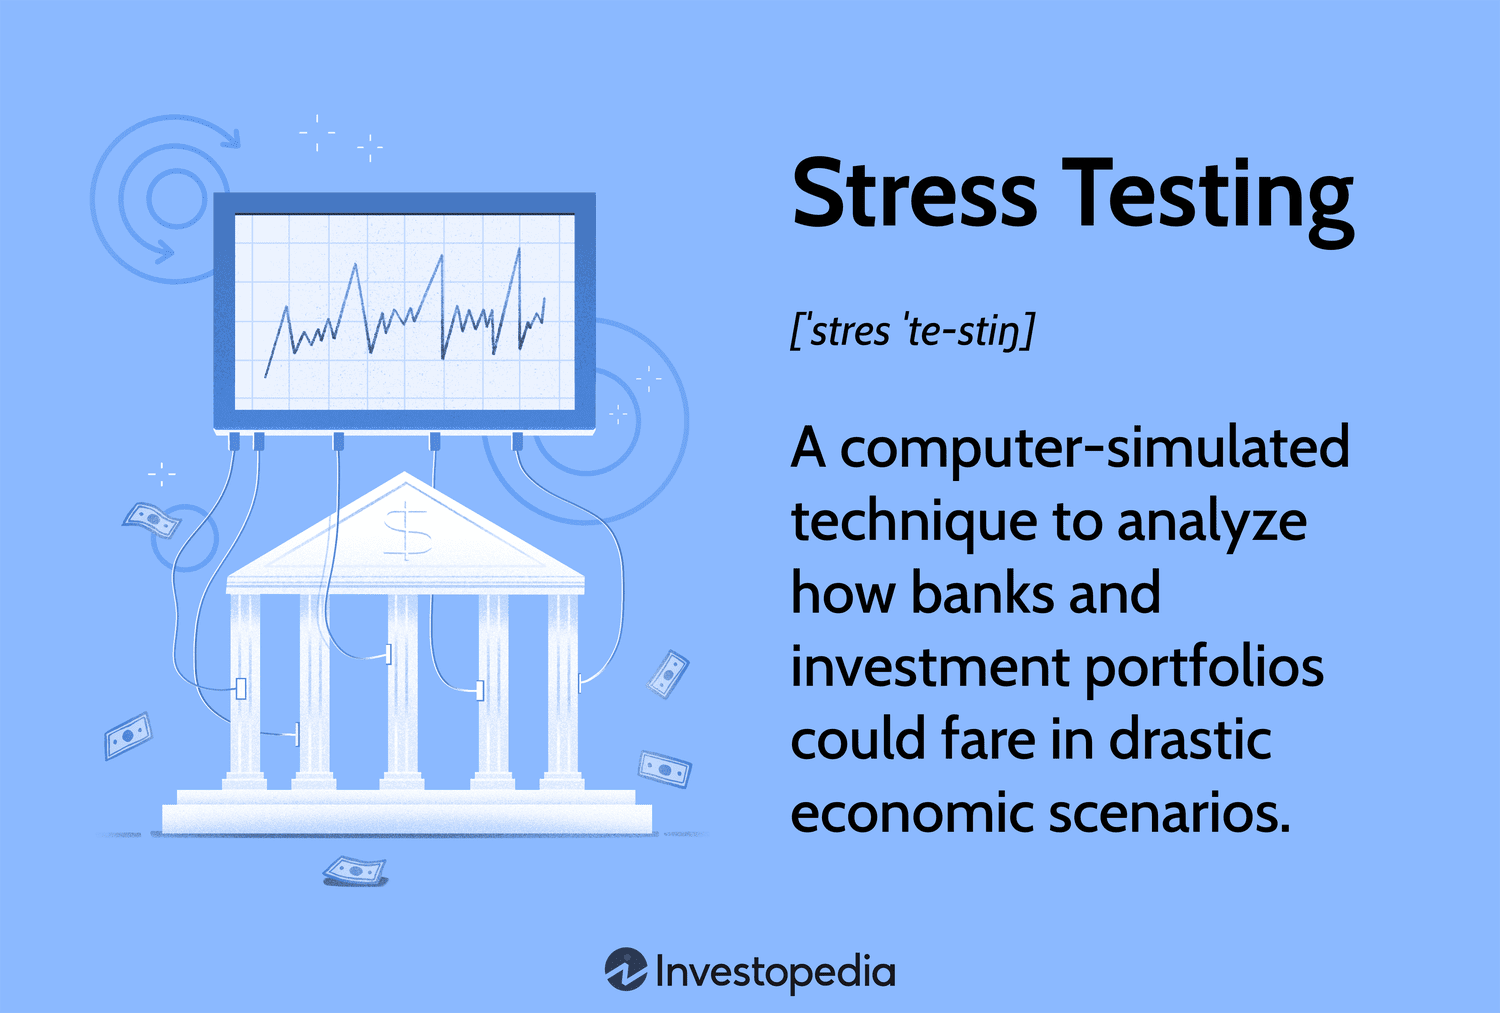 $
Stress Testing
[ˈstres ˈte-stiŋ]
A computer-simulated
technique to analyze
how banks and
investment portfolios
could fare in drastic
economic scenarios.
Investopedia